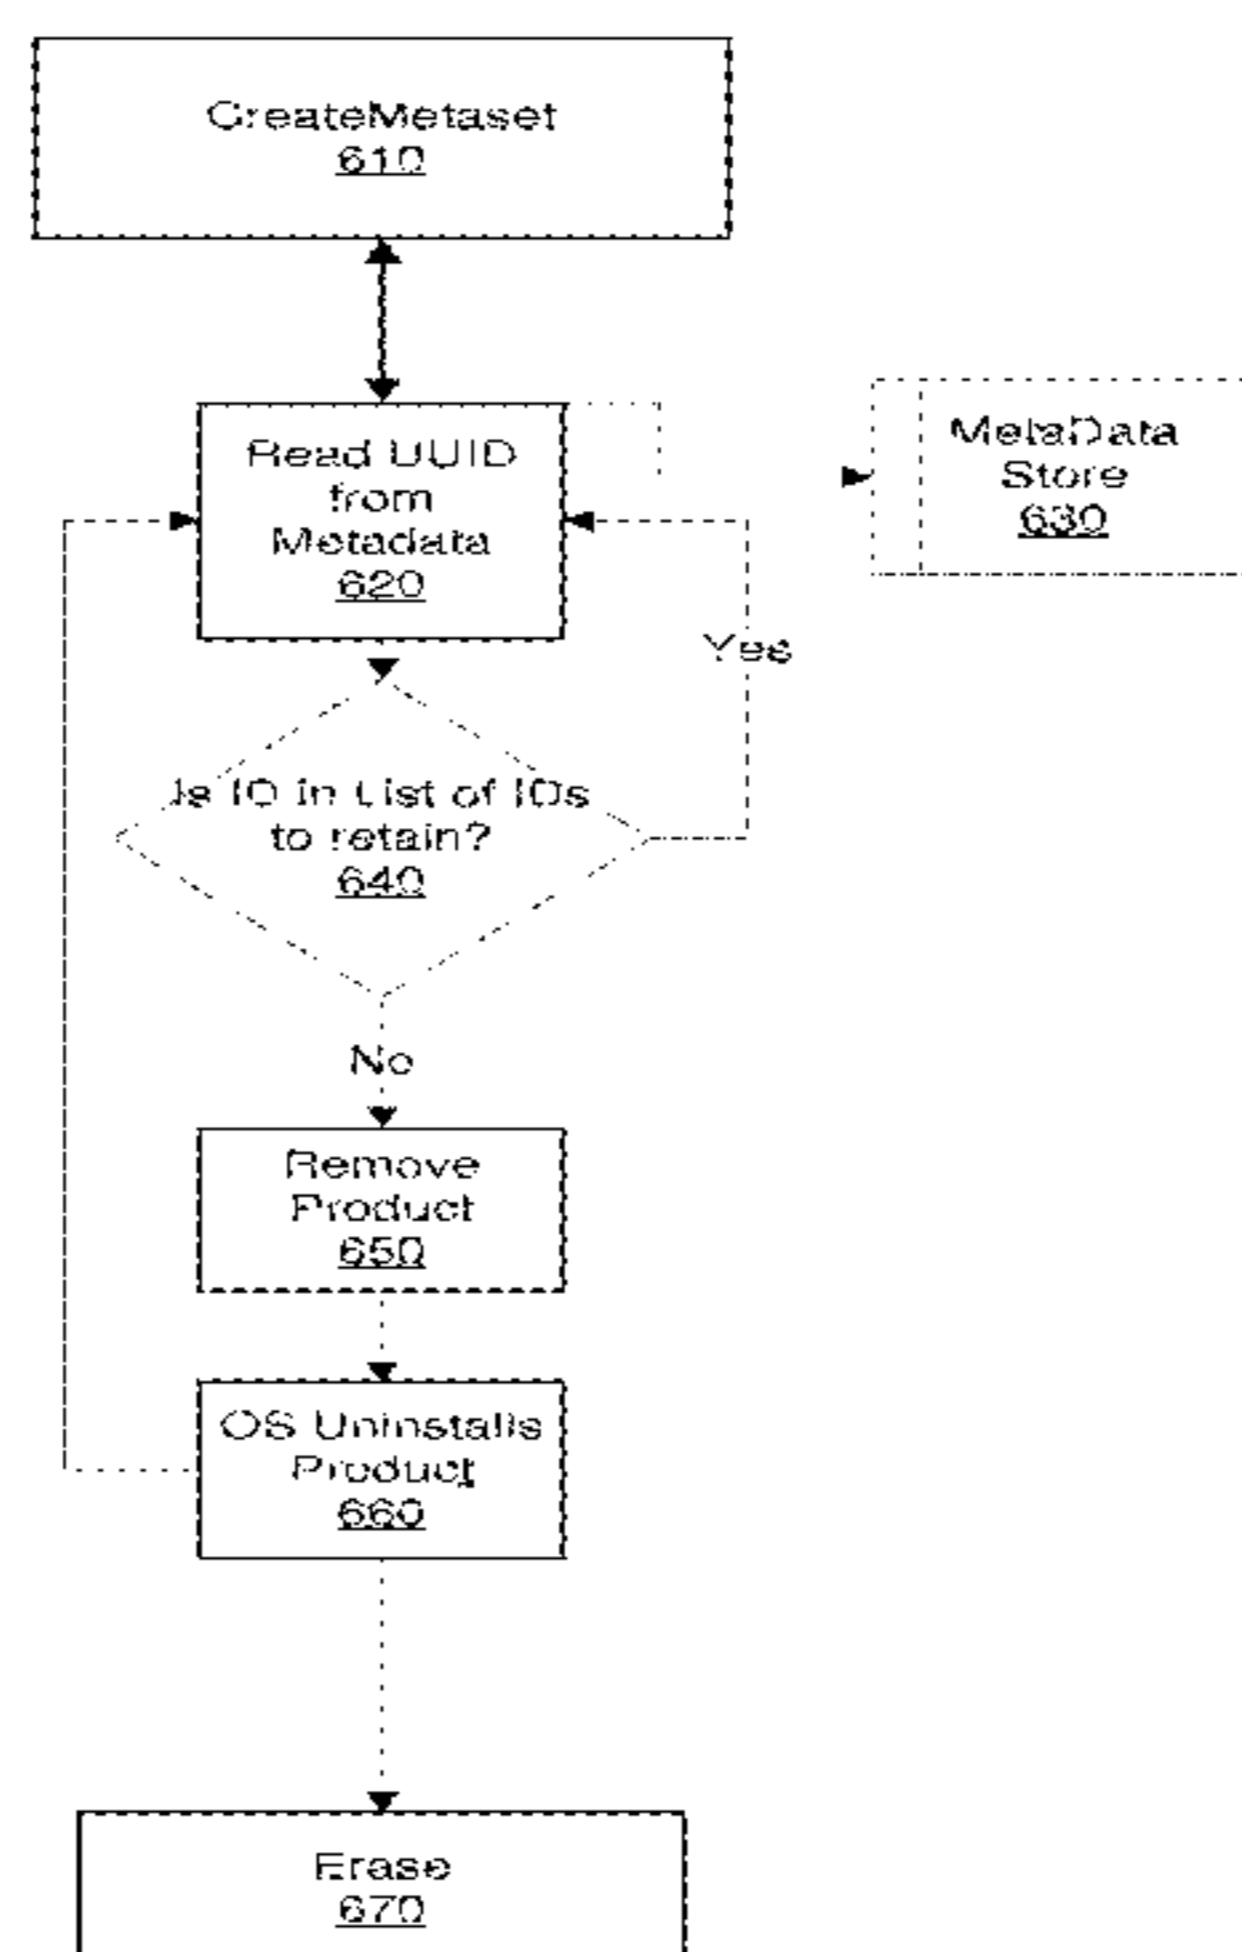 CreateMetaset
610
Read UUID
from
Metadata
620
MetaData
Store
630
Yes
Is ID in List of IDs
to retain?
640
No
Remove
Product
650
OS Uninstalls
Product
660
Erase
670